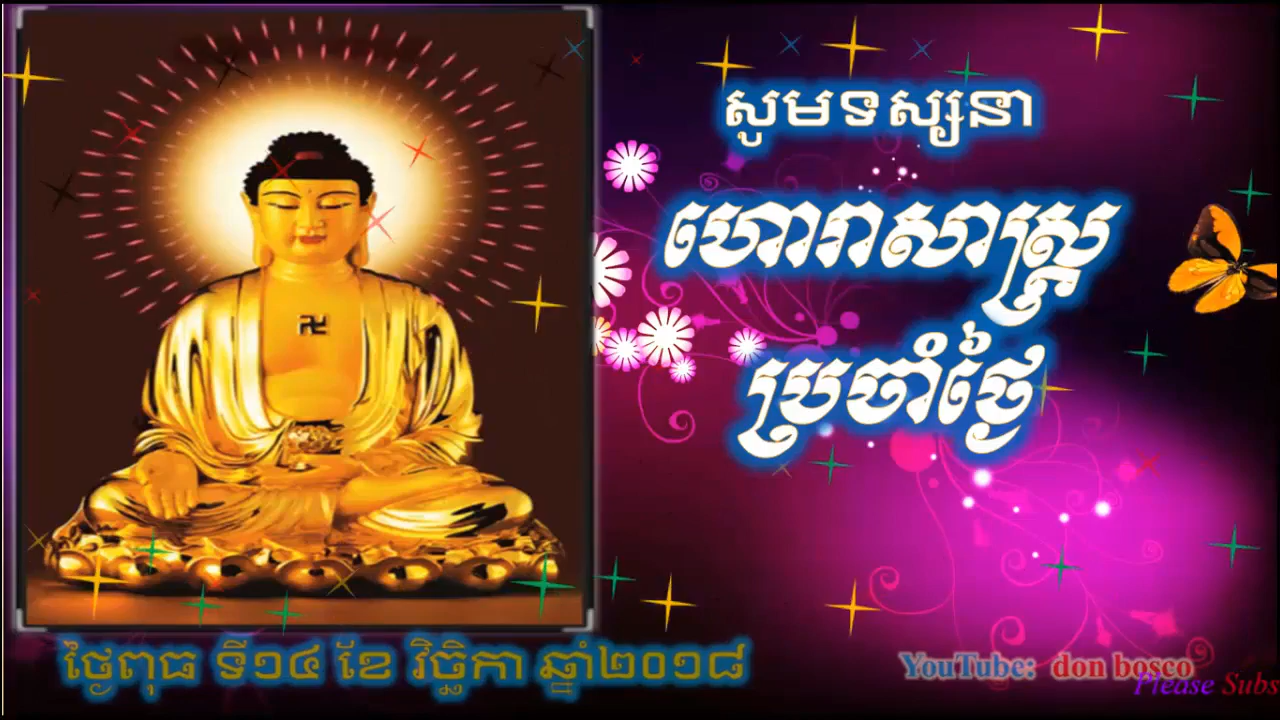 សូមទស្សនា
ហោរាសាស្ត្រ
ប្រចាំថ្ងៃ
ថ្ងៃពុធ ទី១៤ ខែ វិច្ឆិកា ឆ្នាំ២០១៨
YouTube: don bosco
Please Subs